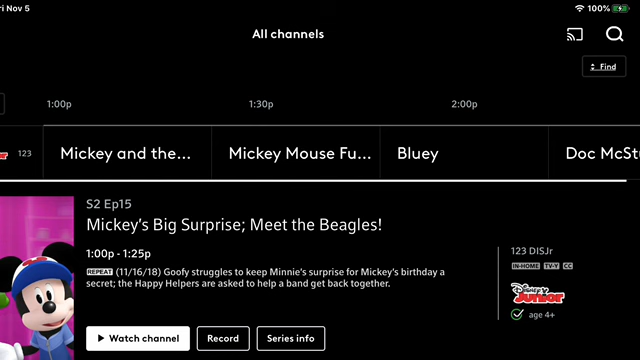 ri Nov 5
100%
All channels
Find
1:00p
1:30p
2:00p
123
Mickey and the...
Mickey Mouse Fu...
Bluey
Doc McStu
S2 Ep15
Mickey's Big Surprise; Meet the Beagles!
1:00p - 1:25p
REPEAT (11/16/18) Goofy struggles to keep Minnie's surprise for Mickey's birthday a
secret; the Happy Helpers are asked to help a band get back together.
123 DISJr
IN-HOME TV-Y CC
Disney
Junior
age 4+
Watch channel
Record
Series info